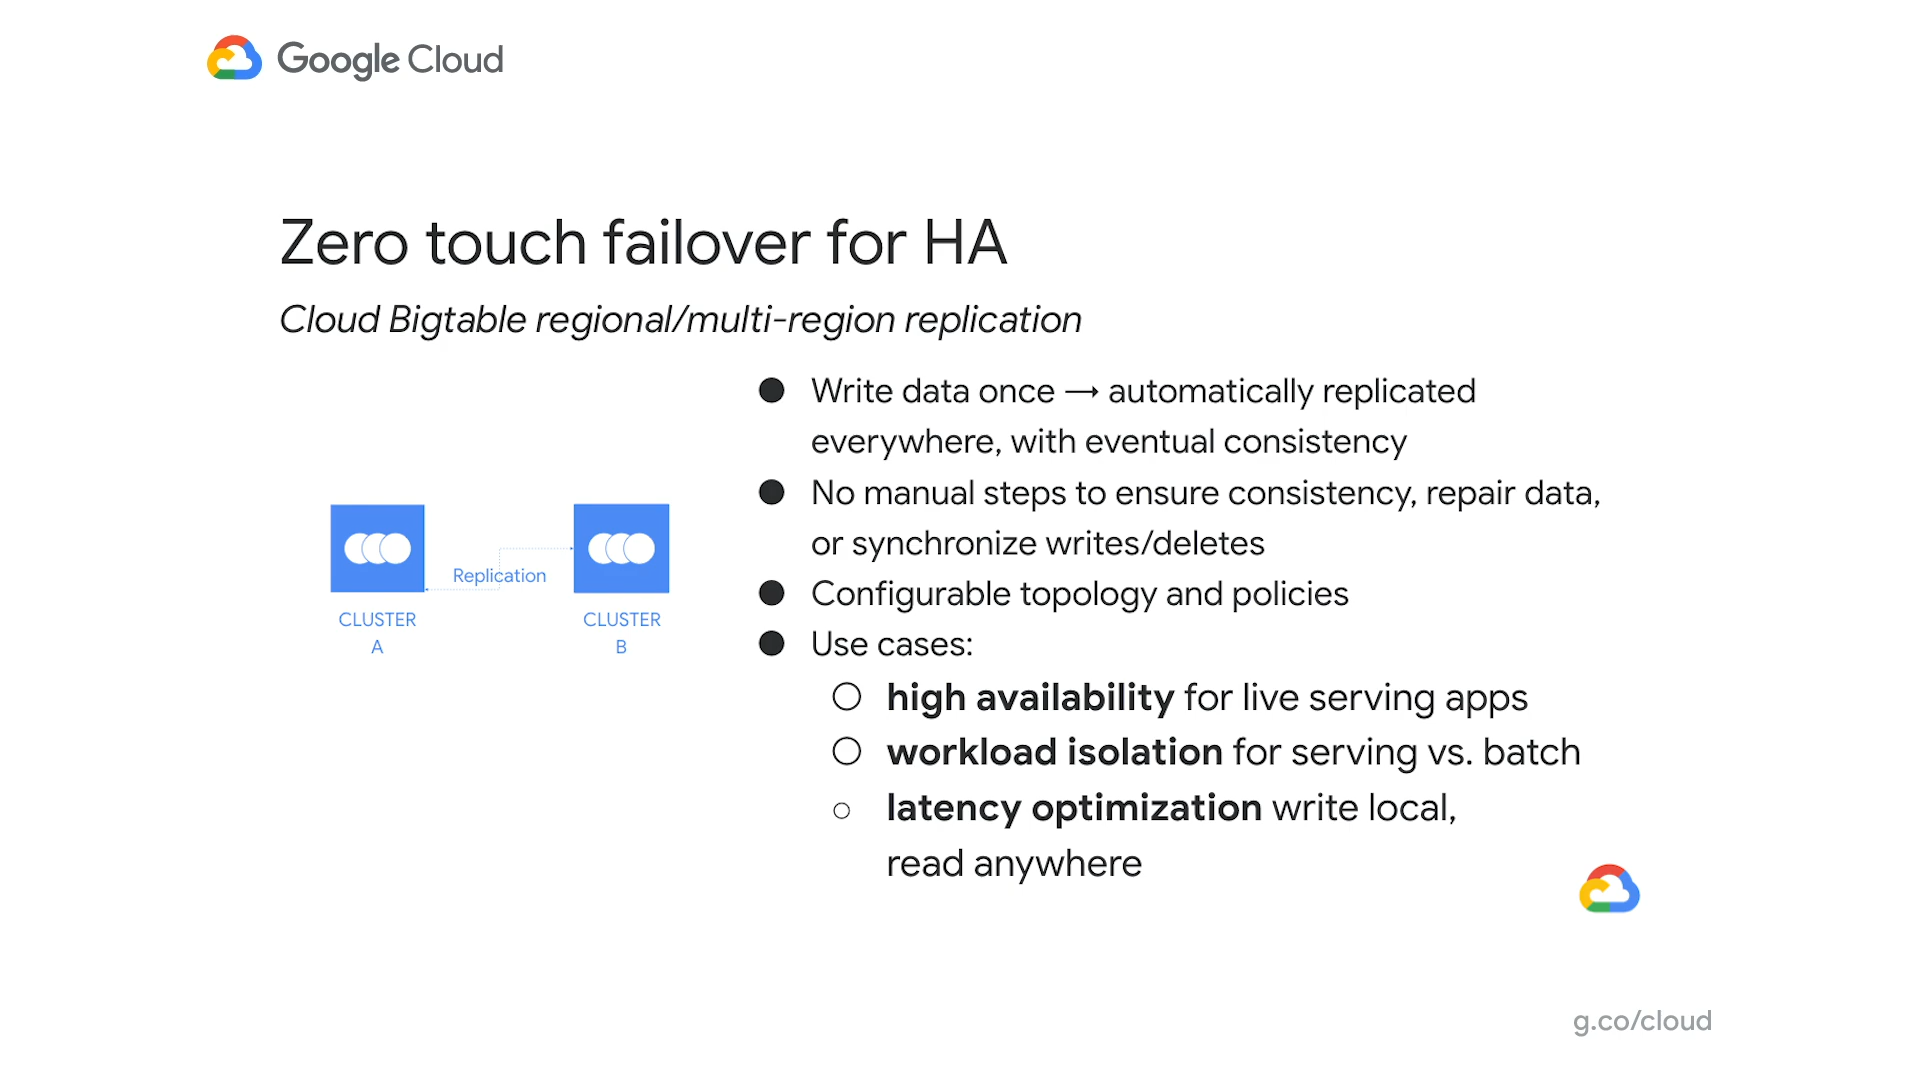 Google Cloud
Zero touch failover for HA
Cloud Bigtable regional/multi-region replication
● Write data once → automatically replicated
everywhere, with eventual consistency
● No manual steps to ensure consistency, repair data,
or synchronize writes/deletes
● Configurable topology and policies
● Use cases:
○ high availability for live serving apps
○ workload isolation for serving vs. batch
○ latency optimization write local,
read anywhere
Replication
CLUSTER
A
CLUSTER
B
g.co/cloud